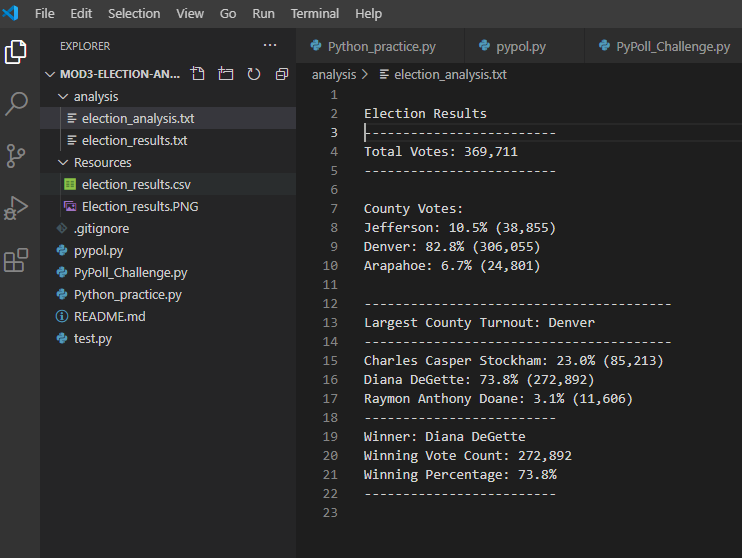 File Edit Selection View Go Run Terminal Help
EXPLORER ...
MOD3-ELECTION-AN...
analysis
election_analysis.txt
election_results.txt
Resources
election_results.csv
Election_results.PNG
.gitignore
pypol.py
PyPoll_Challenge.py
Python_practice.py
README.md
test.py
Python_practice.py pypol.py PyPoll_Challenge.py
analysis > election_analysis.txt
1
2 Election Results
3 -------------------------
4 Total Votes: 369,711
5 -------------------------
6
7 County Votes:
8 Jefferson: 10.5% (38,855)
9 Denver: 82.8% (306,055)
10 Arapahoe: 6.7% (24,801)
11
12 ----------------------------------------
13 Largest County Turnout: Denver
14 ----------------------------------------
15 Charles Casper Stockham: 23.0% (85,213)
16 Diana DeGette: 73.8% (272,892)
17 Raymon Anthony Doane: 3.1% (11,606)
18 -------------------------
19 Winner: Diana DeGette
20 Winning Vote Count: 272,892
21 Winning Percentage: 73.8%
22 -------------------------
23